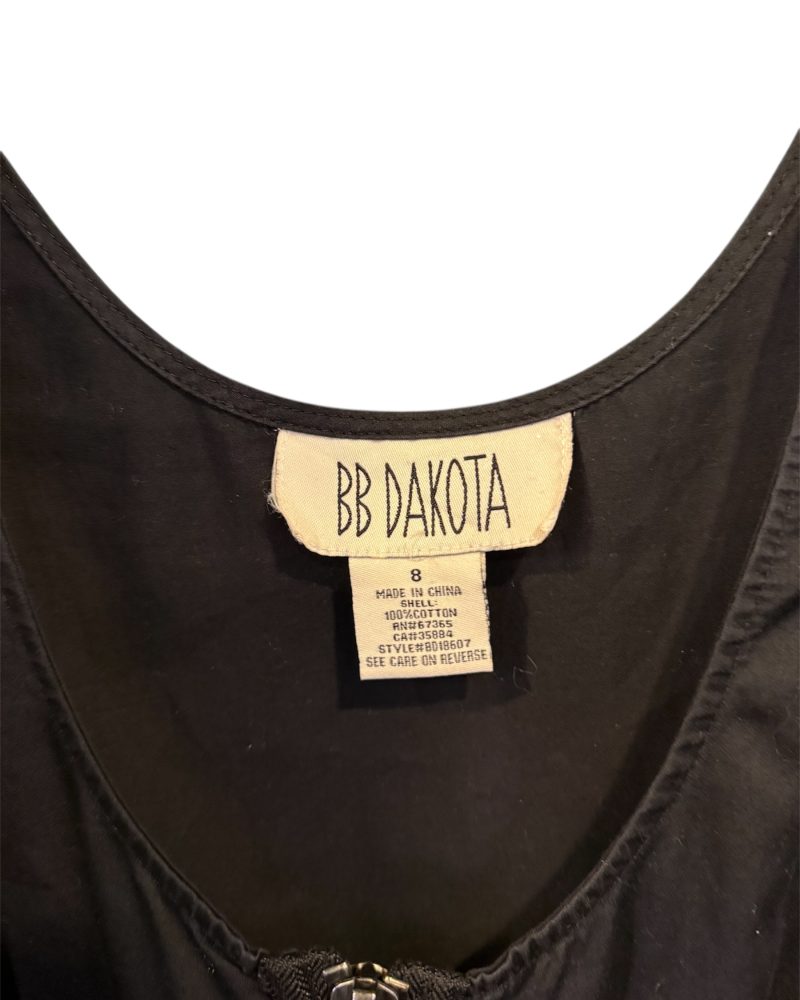 BB DAKOTA
8
MADE IN CHINA
SHELL:
100%COTTON
RN#67365
CA#35884
STYLE#BD18607
SEE CARE ON REVERSE